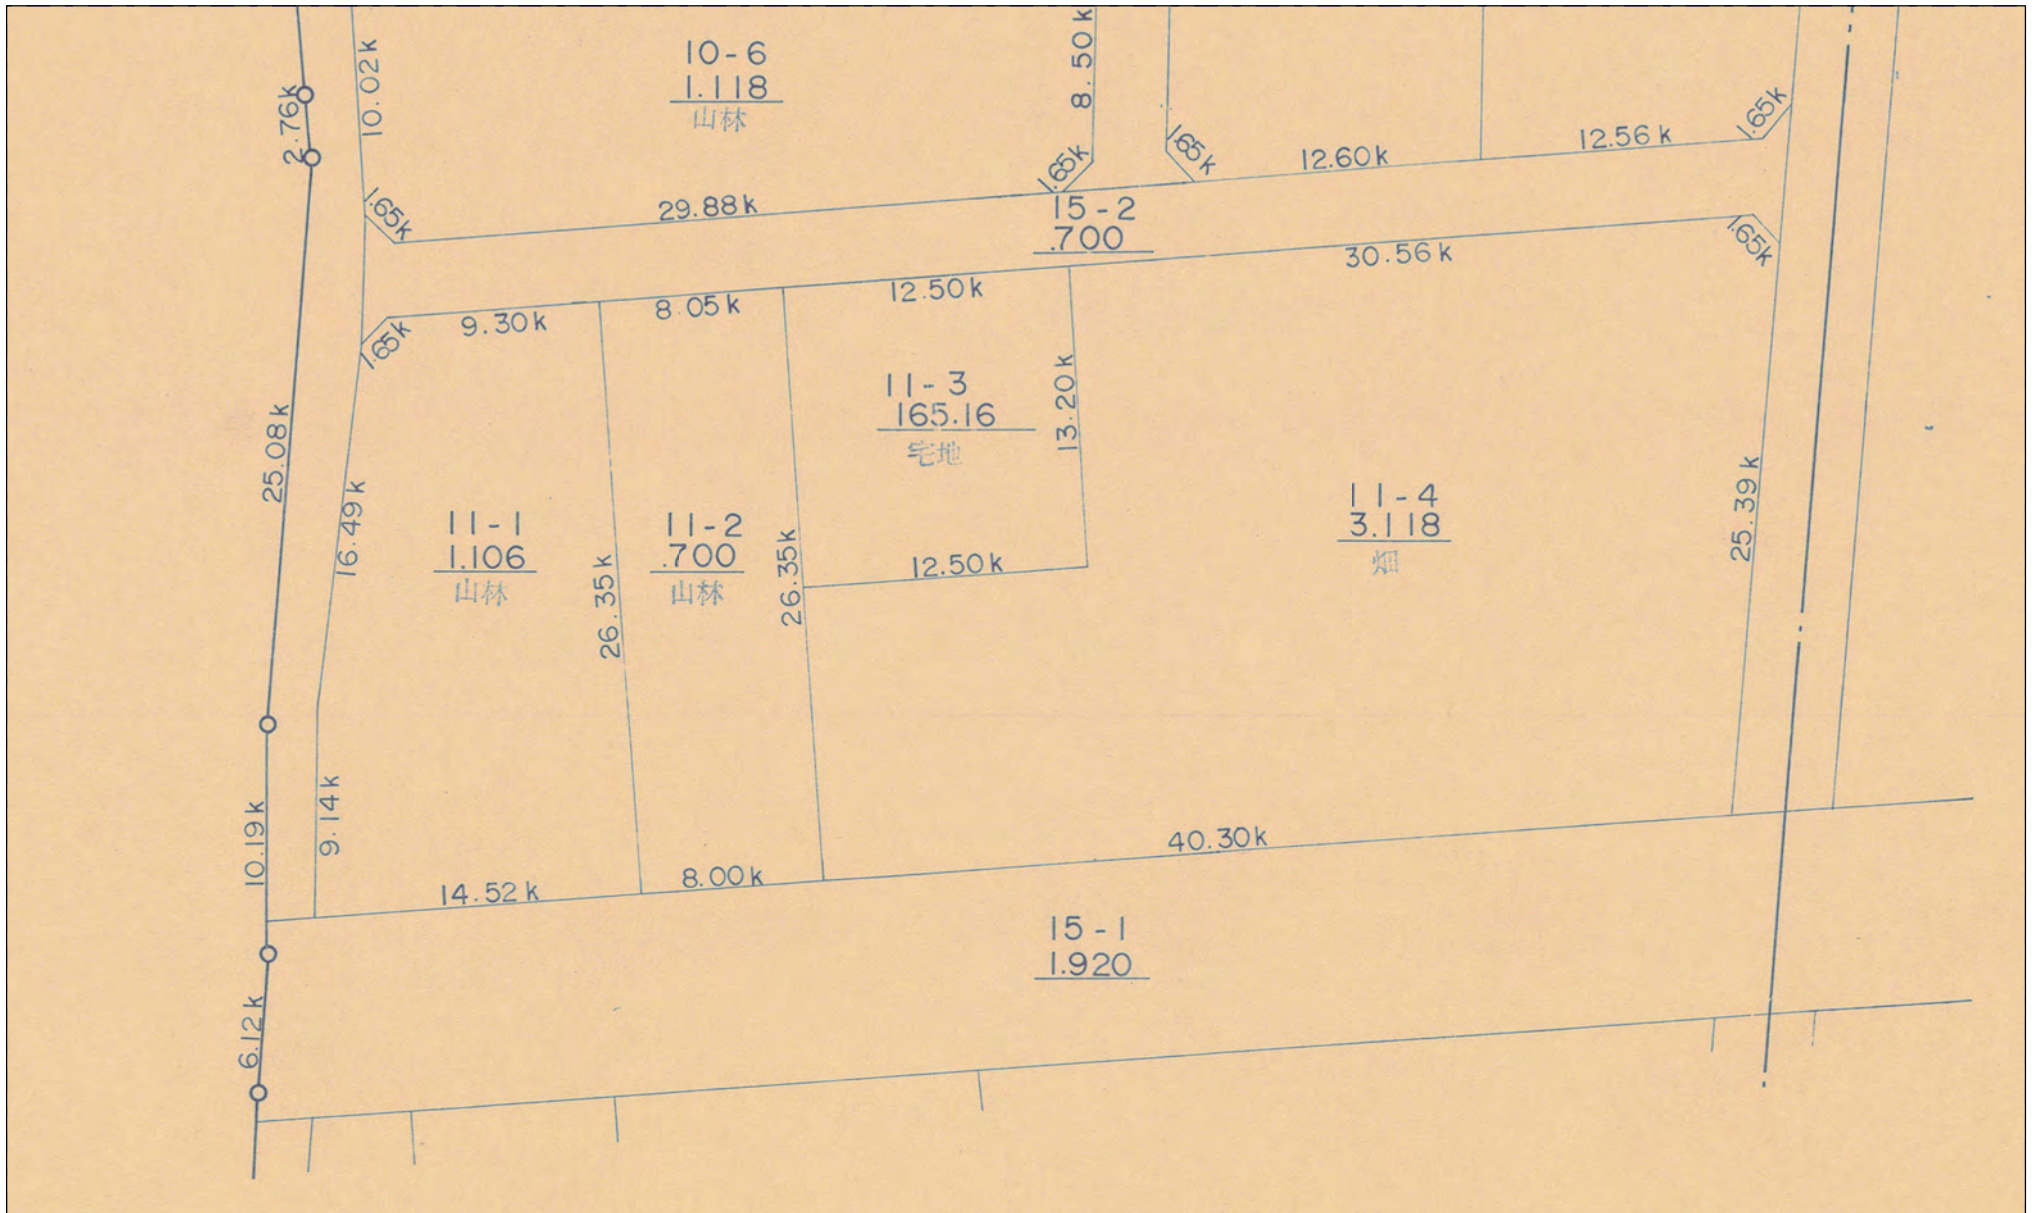 10.02k
2.76k
10-6
1.118
山林
8.50k
1.65k
1.65k
1.65k
1.65k
12.60k
12.56k
29.88k
15-2
.700
30.56k
1.65k
1.65k
9.30k
8.05k
12.50k
11-3
165.16
宅地
13.20k
25.08k
16.49k
11-1
1.106
山林
26.35k
11-2
.700
山林
26.35k
12.50k
11-4
3.118
畑
25.39k
10.19k
9.14k
14.52k
8.00k
40.30k
15-1
1.920
6.12k